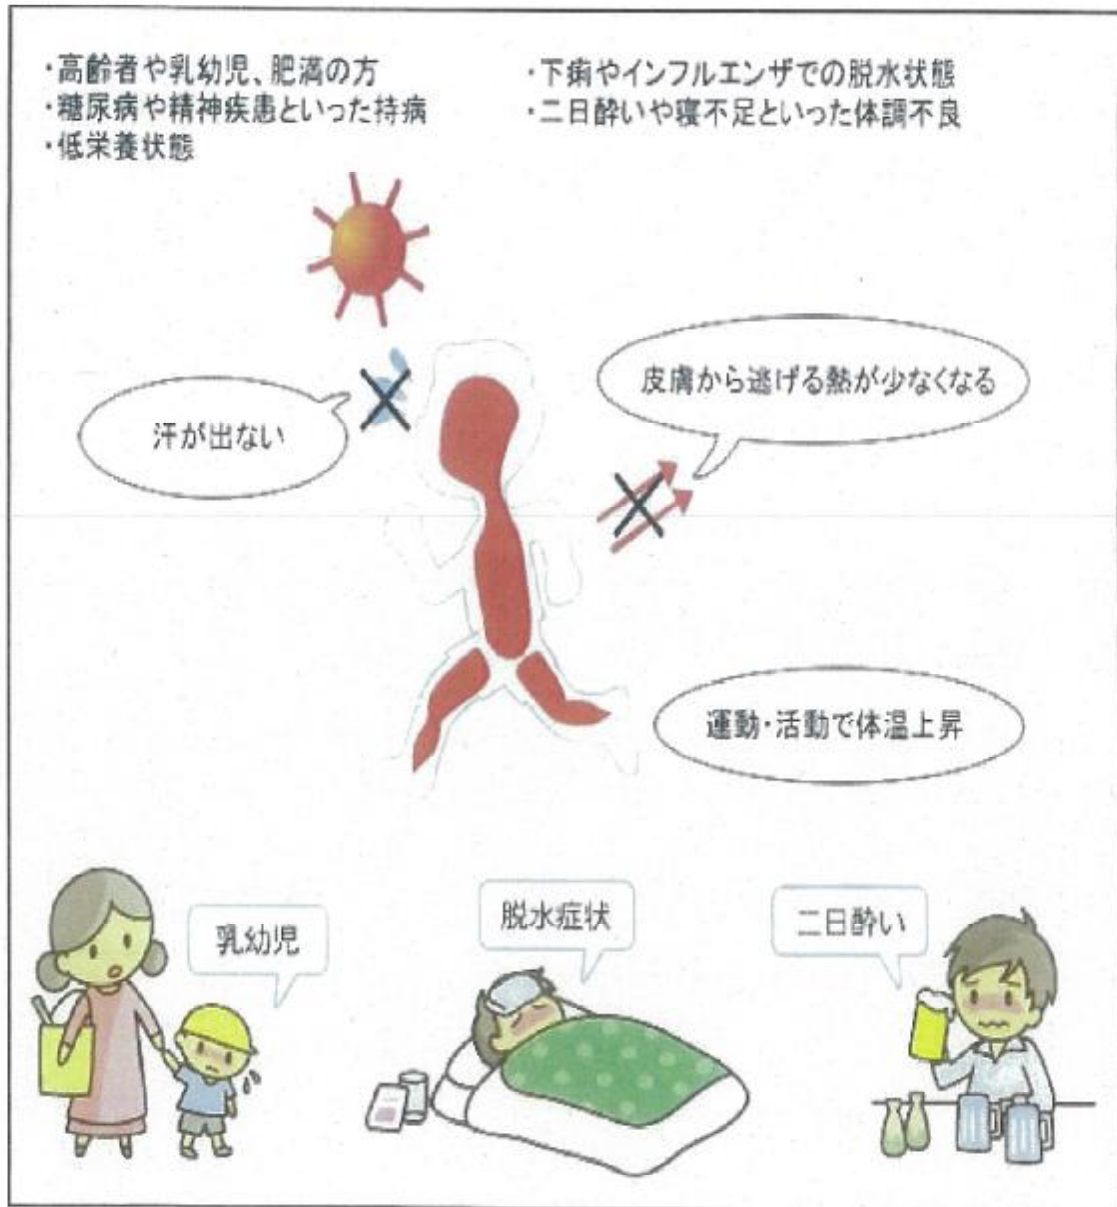 ・高齢者や乳幼児、肥満の方
・糖尿病や精神疾患といった持病
・低栄養状態
・下痢やインフルエンザでの脱水状態
・二日酔いや寝不足といった体調不良
皮膚から逃げる熱が少なくなる
汗が出ない
運動・活動で体温上昇
乳幼児
脱水症状
二日酔い